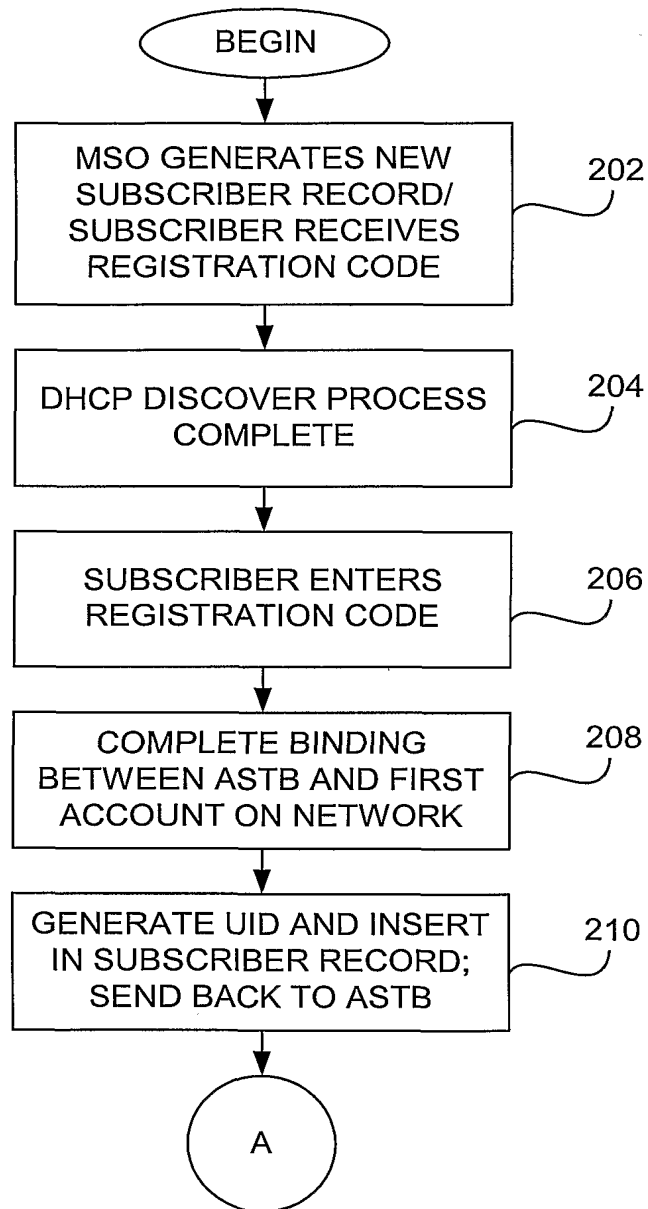 BEGIN
MSO GENERATES NEW
SUBSCRIBER RECORD/
SUBSCRIBER RECEIVES
REGISTRATION CODE
202
DHCP DISCOVER PROCESS
COMPLETE
204
SUBSCRIBER ENTERS
REGISTRATION CODE
206
COMPLETE BINDING
BETWEEN ASTB AND FIRST
ACCOUNT ON NETWORK
208
GENERATE UID AND INSERT
IN SUBSCRIBER RECORD;
SEND BACK TO ASTB
210
A